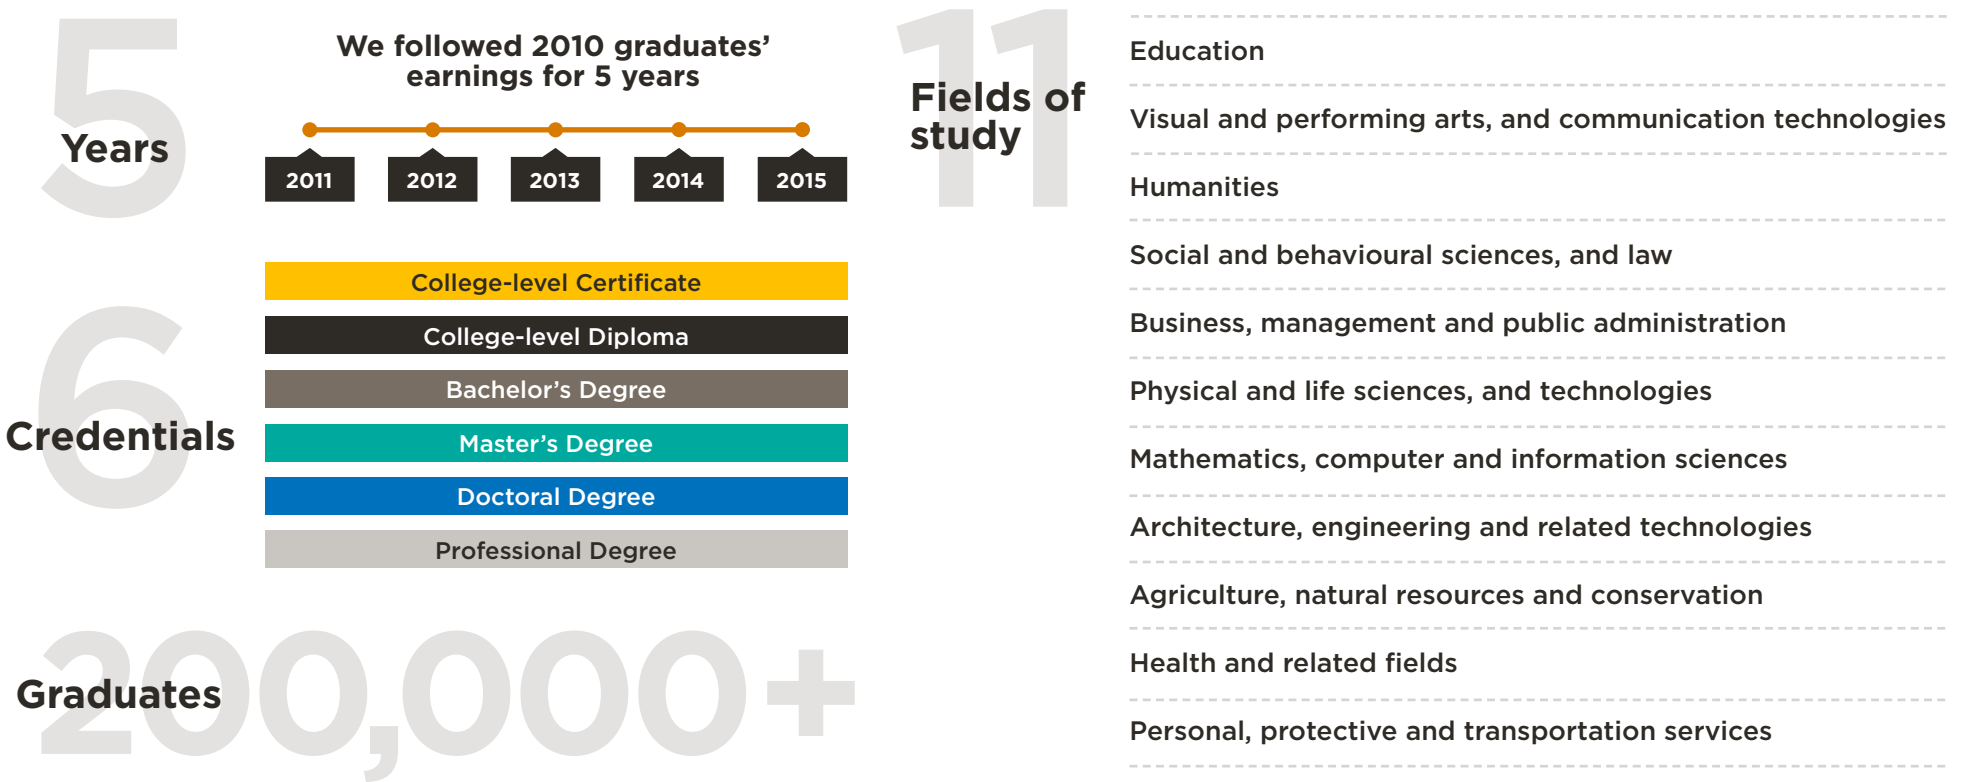 5
Years
We followed 2010 graduates’
earnings for 5 years
2011 2012 2013 2014 2015
6
Credentials
College-level Certificate
College-level Diploma
Bachelor’s Degree
Master’s Degree
Doctoral Degree
Professional Degree
200,000+
Graduates
11
Fields of
study
Education
Visual and performing arts, and communication technologies
Humanities
Social and behavioural sciences, and law
Business, management and public administration
Physical and life sciences, and technologies
Mathematics, computer and information sciences
Architecture, engineering and related technologies
Agriculture, natural resources and conservation
Health and related fields
Personal, protective and transportation services